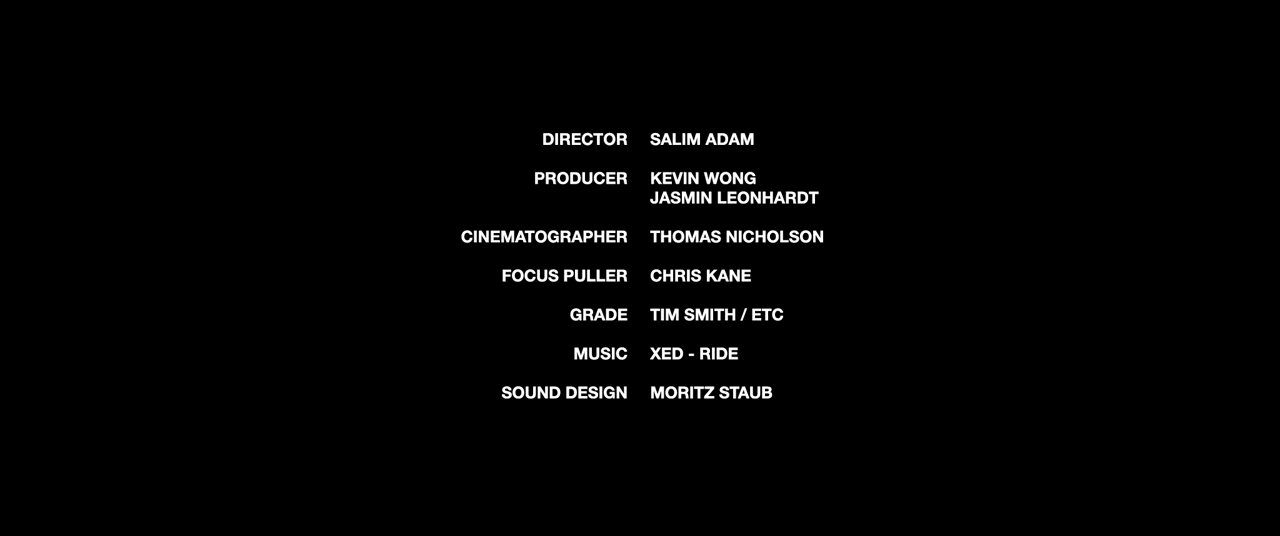 DIRECTOR SALIM ADAM
PRODUCER KEVIN WONG
JASMIN LEONHARDT
CINEMATOGRAPHER THOMAS NICHOLSON
FOCUS PULLER CHRIS KANE
GRADE TIM SMITH / ETC
MUSIC XED - RIDE
SOUND DESIGN MORITZ STAUB